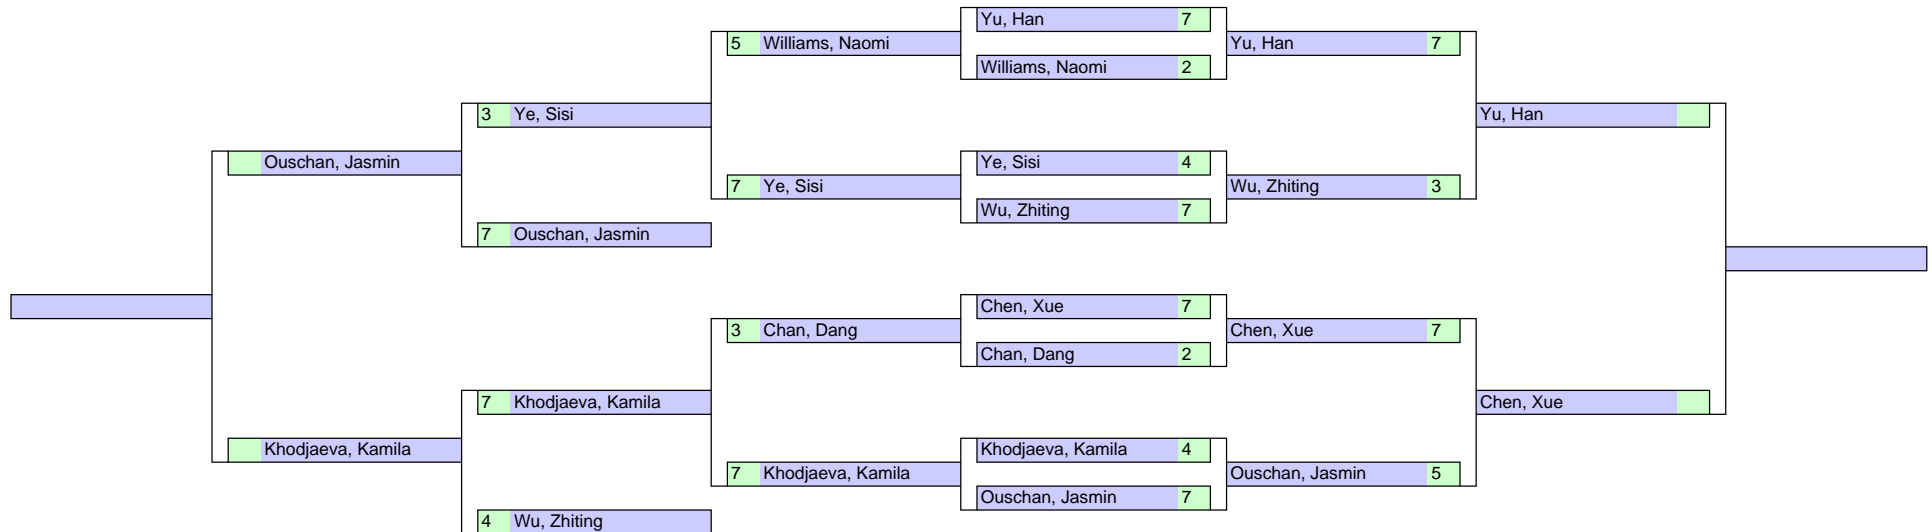 Yu, Han 7
5 Williams, Naomi
Yu, Han 7
Williams, Naomi 2
3 Ye, Sisi
Yu, Han
Ouschan, Jasmin
Ye, Sisi 4
7 Ye, Sisi
Wu, Zhiting 3
Wu, Zhiting 7
7 Ouschan, Jasmin
Chen, Xue 7
3 Chan, Dang
Chen, Xue 7
Chan, Dang 2
7 Khodjaeva, Kamila
Chen, Xue
Khodjaeva, Kamila
Khodjaeva, Kamila 4
7 Khodjaeva, Kamila
Ouschan, Jasmin 5
Ouschan, Jasmin 7
4 Wu, Zhiting